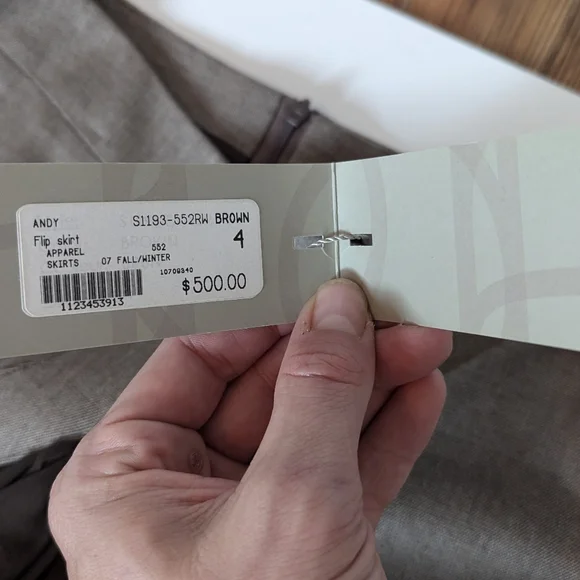 ANDY S1193-552RW BROWN
Flip skirt 552 4
APPAREL
SKIRTS 07 FALL/WINTER
10709340
$500.00
1123453913